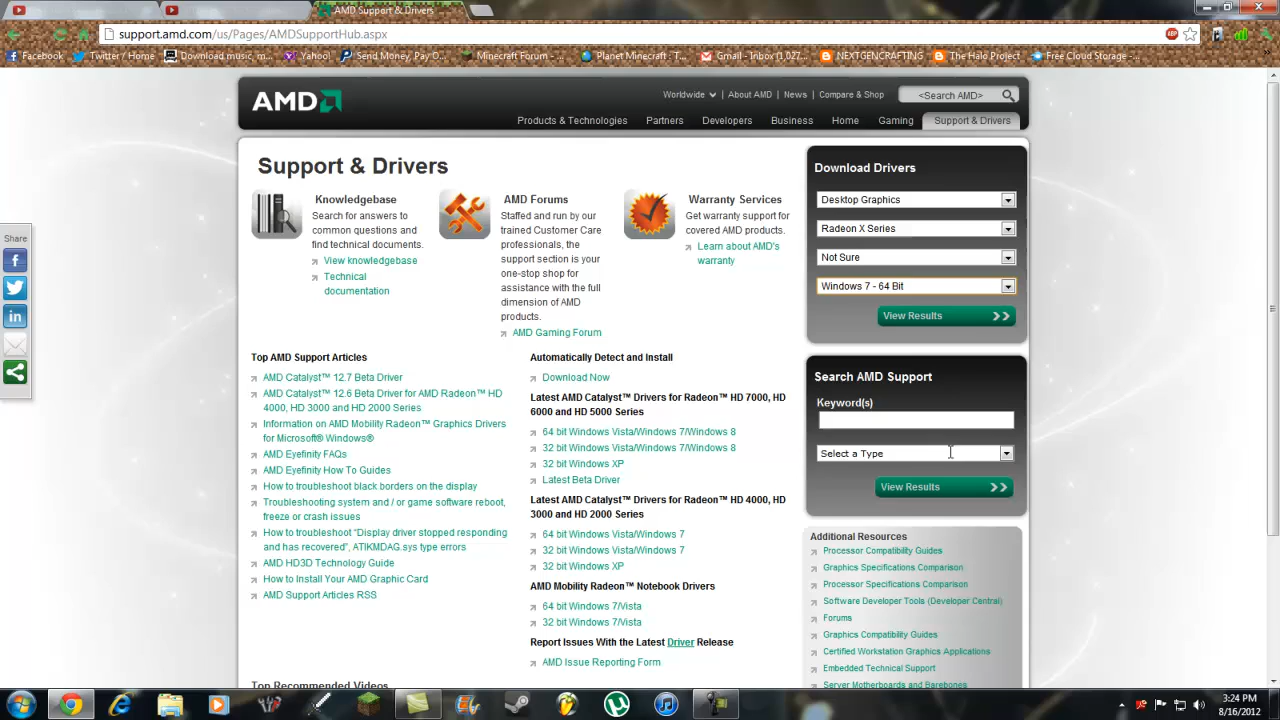 AMD Support & Drivers
support.amd.com/us/Pages/AMDSupportHub.aspx
Facebook Twitter / Home Download music, m... Yahoo! Send Money, Pay O... Minecraft Forum - ... Planet Minecraft : T... Gmail - Inbox (1,027... NEXTGENCRAFTING The Halo Project Free Cloud Storage -...
AMD
Worldwide | About AMD | News | Compare & Shop <Search AMD>
Products & Technologies Partners Developers Business Home Gaming Support & Drivers
Support & Drivers
Knowledgebase
Search for answers to
common questions and
find technical documents.
View knowledgebase
Technical
documentation
AMD Forums
Staffed and run by our
trained Customer Care
professionals, the
support section is your
one-stop shop for
assistance with the full
dimension of AMD
products.
AMD Gaming Forum
Warranty Services
Get warranty support for
covered AMD products.
Learn about AMD's
warranty
Download Drivers
Desktop Graphics
Radeon X Series
Not Sure
Windows 7 - 64 Bit
View Results
Share
Top AMD Support Articles
AMD Catalyst™ 12.7 Beta Driver
AMD Catalyst™ 12.6 Beta Driver for AMD Radeon™ HD
4000, HD 3000 and HD 2000 Series
Information on AMD Mobility Radeon™ Graphics Drivers
for Microsoft® Windows®
AMD Eyefinity FAQs
AMD Eyefinity How To Guides
How to troubleshoot black borders on the display
Troubleshooting system and / or game software reboot,
freeze or crash issues
How to troubleshoot “Display driver stopped responding
and has recovered”, ATIKMDAG.sys type errors
AMD HD3D Technology Guide
How to Install Your AMD Graphic Card
AMD Support Articles RSS
Automatically Detect and Install
Download Now
Latest AMD Catalyst™ Drivers for Radeon™ HD 7000, HD
6000 and HD 5000 Series
64 bit Windows Vista/Windows 7/Windows 8
32 bit Windows Vista/Windows 7/Windows 8
32 bit Windows XP
Latest Beta Driver
Latest AMD Catalyst™ Drivers for Radeon™ HD 4000, HD
3000 and HD 2000 Series
64 bit Windows Vista/Windows 7
32 bit Windows Vista/Windows 7
32 bit Windows XP
AMD Mobility Radeon™ Notebook Drivers
64 bit Windows 7/Vista
32 bit Windows 7/Vista
Report Issues With the Latest Driver Release
AMD Issue Reporting Form
Search AMD Support
Keyword(s)
Select a Type
View Results
Additional Resources
Processor Compatibility Guides
Graphics Specifications Comparison
Processor Specifications Comparison
Software Developer Tools (Developer Central)
Forums
Graphics Compatibility Guides
Certified Workstation Graphics Applications
Embedded Technical Support
Server Motherboards and Barebones
Top Recommended Videos
3:24 PM
8/16/2012